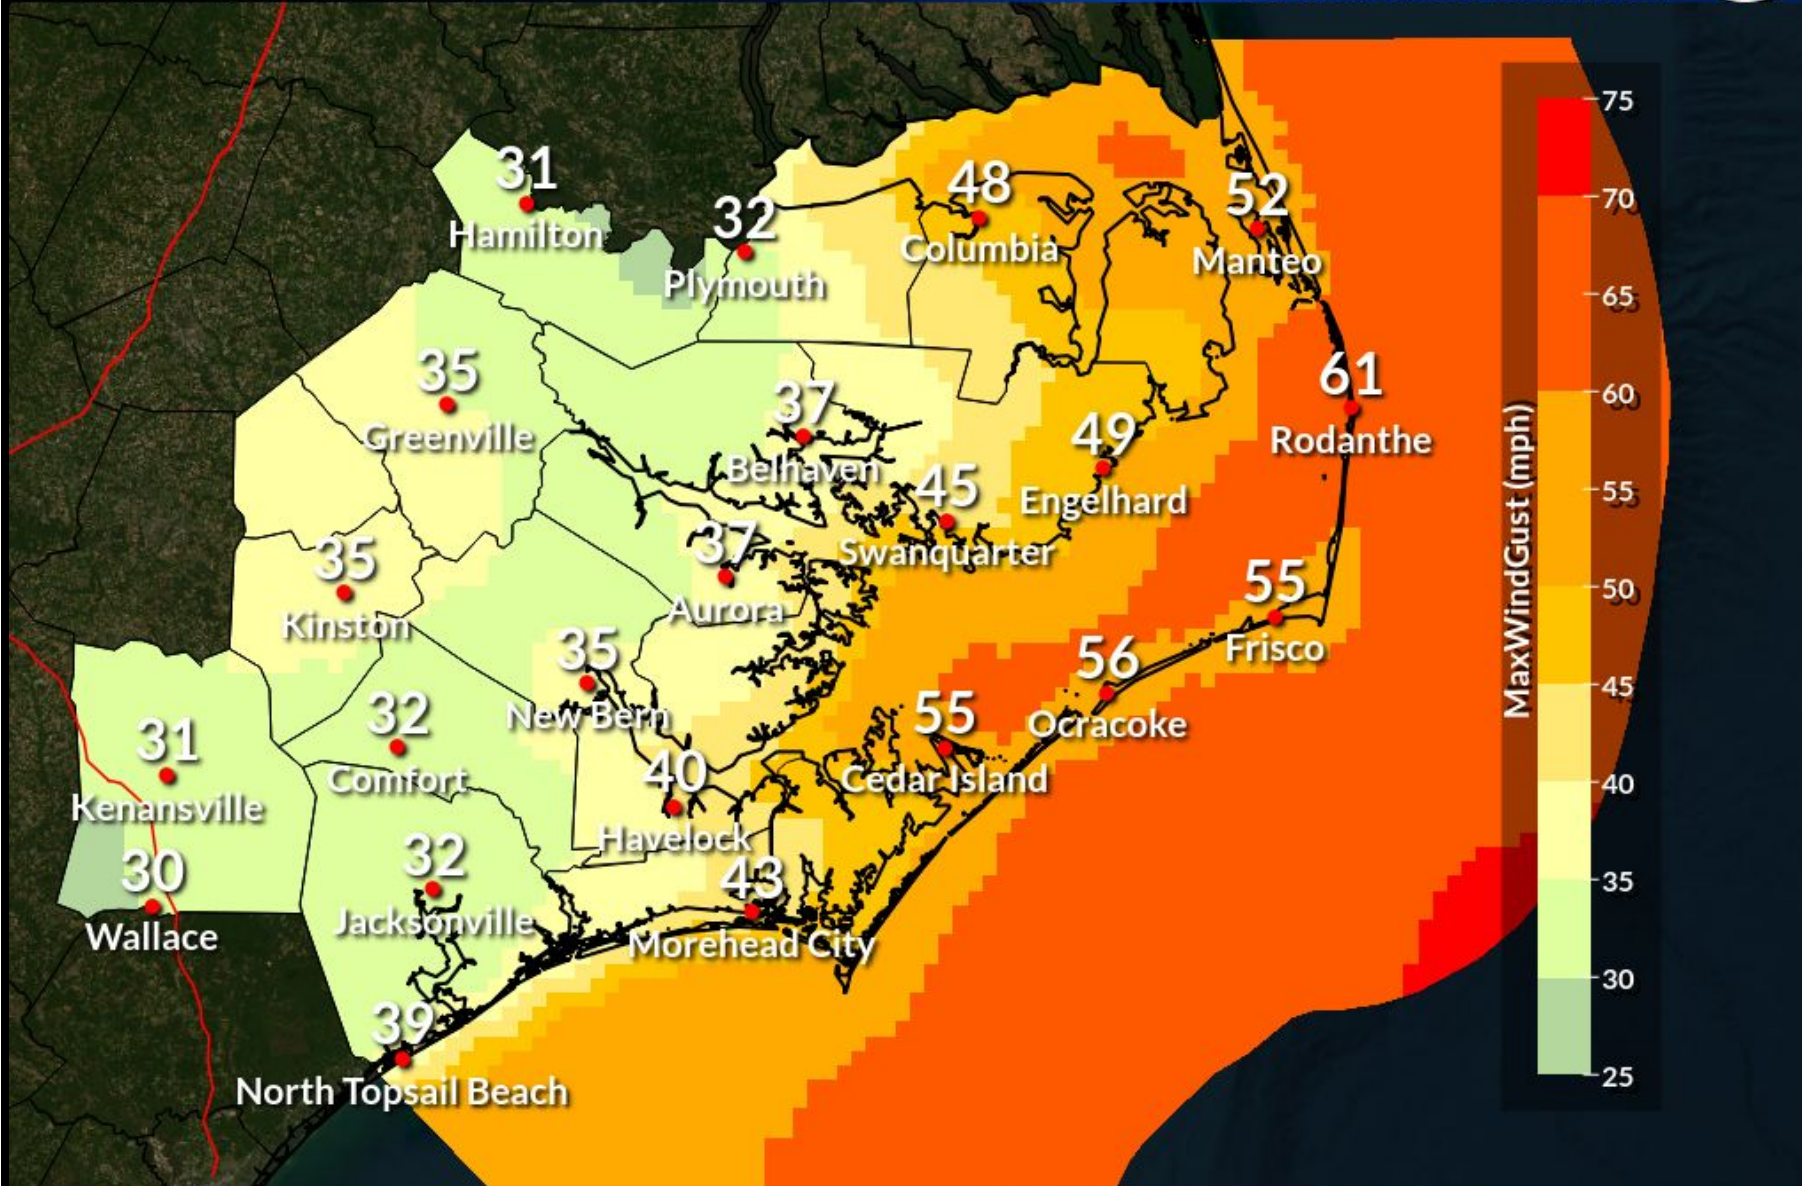 31
Hamilton
32
Plymouth
48
Columbia
52
Manteo
35
Greenville
37
Belhaven
49
Engelhard
61
Rodanthe
45
Swanquarter
35
Kinston
37
Aurora
55
Frisco
35
New Bern
56
Ocracoke
31
Kenansville
32
Comfort
40
Havelock
55
Cedar Island
30
Wallace
32
Jacksonville
43
Morehead City
39
North Topsail Beach
MaxWindGust (mph)
75
70
65
60
55
50
45
40
35
30
25